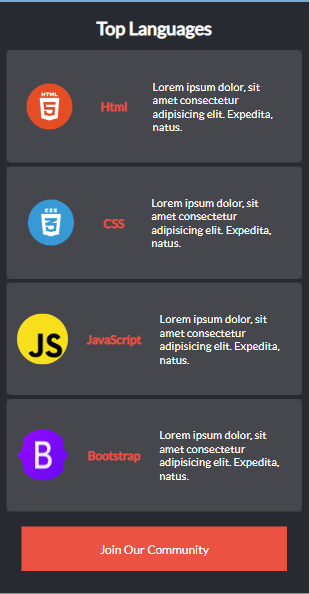 Top Languages
HTML
5
Html
Lorem ipsum dolor, sit
amet consectetur
adipisicing elit. Expedita,
natus.
CSS
3
CSS
Lorem ipsum dolor, sit
amet consectetur
adipisicing elit. Expedita,
natus.
JS
JavaScript
Lorem ipsum dolor, sit
amet consectetur
adipisicing elit. Expedita,
natus.
B
Bootstrap
Lorem ipsum dolor, sit
amet consectetur
adipisicing elit. Expedita,
natus.
Join Our Community